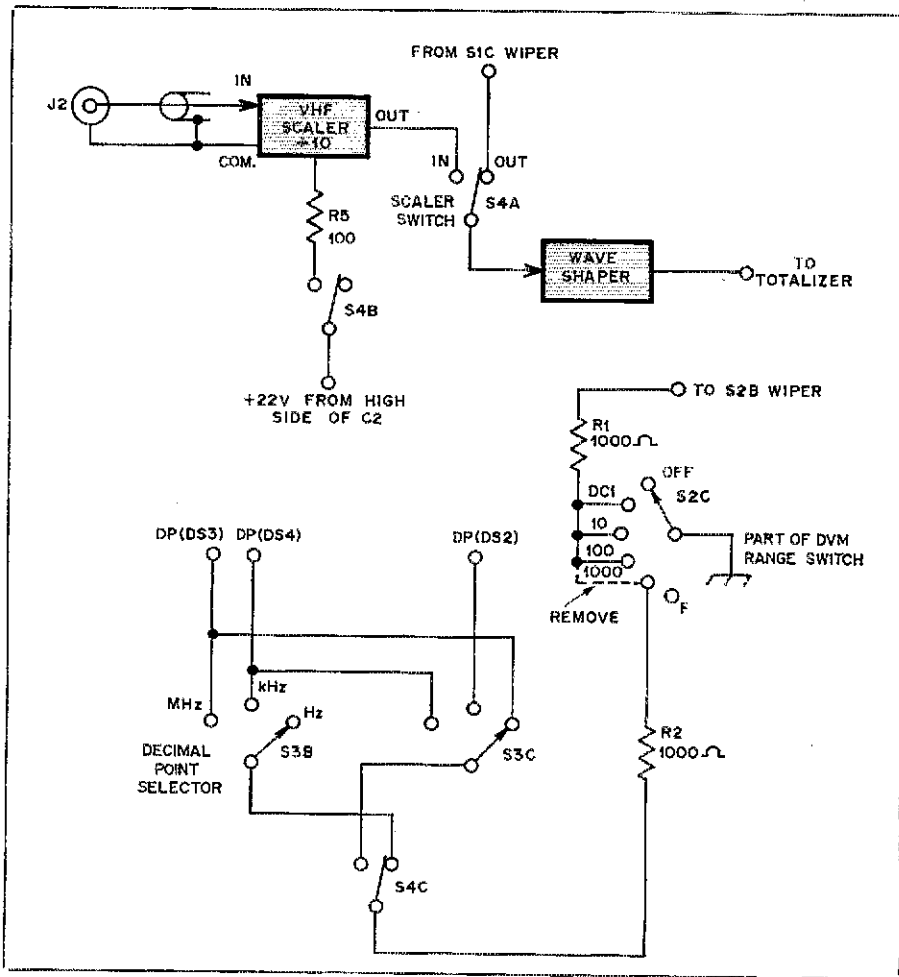 FROM S1C WIPER
J2
IN
VHF
SCALER
÷10
OUT
COM.
IN
OUT
SCALER
SWITCH
S4A
R5
100
WAVE
SHAPER
TO
TOTALIZER
S4B
+22V FROM HIGH
SIDE OF C2
TO S2B WIPER
R1
1000Ω
OFF
S2C
DC1
10
100
1000
PART OF DVM
RANGE SWITCH
REMOVE
F
DP(DS3)
DP(DS4)
DP(DS2)
MHz
kHz
Hz
S3B
S3C
DECIMAL
POINT
SELECTOR
R2
1000Ω
S4C